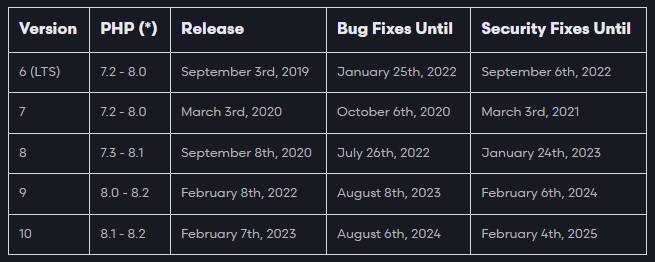 Version PHP (*) Release Bug Fixes Until Security Fixes Until
6 (LTS) 7.2 - 8.0 September 3rd, 2019 January 25th, 2022 September 6th, 2022
7 7.2 - 8.0 March 3rd, 2020 October 6th, 2020 March 3rd, 2021
8 7.3 - 8.1 September 8th, 2020 July 26th, 2022 January 24th, 2023
9 8.0 - 8.2 February 8th, 2022 August 8th, 2023 February 6th, 2024
10 8.1 - 8.2 February 7th, 2023 August 6th, 2024 February 4th, 2025